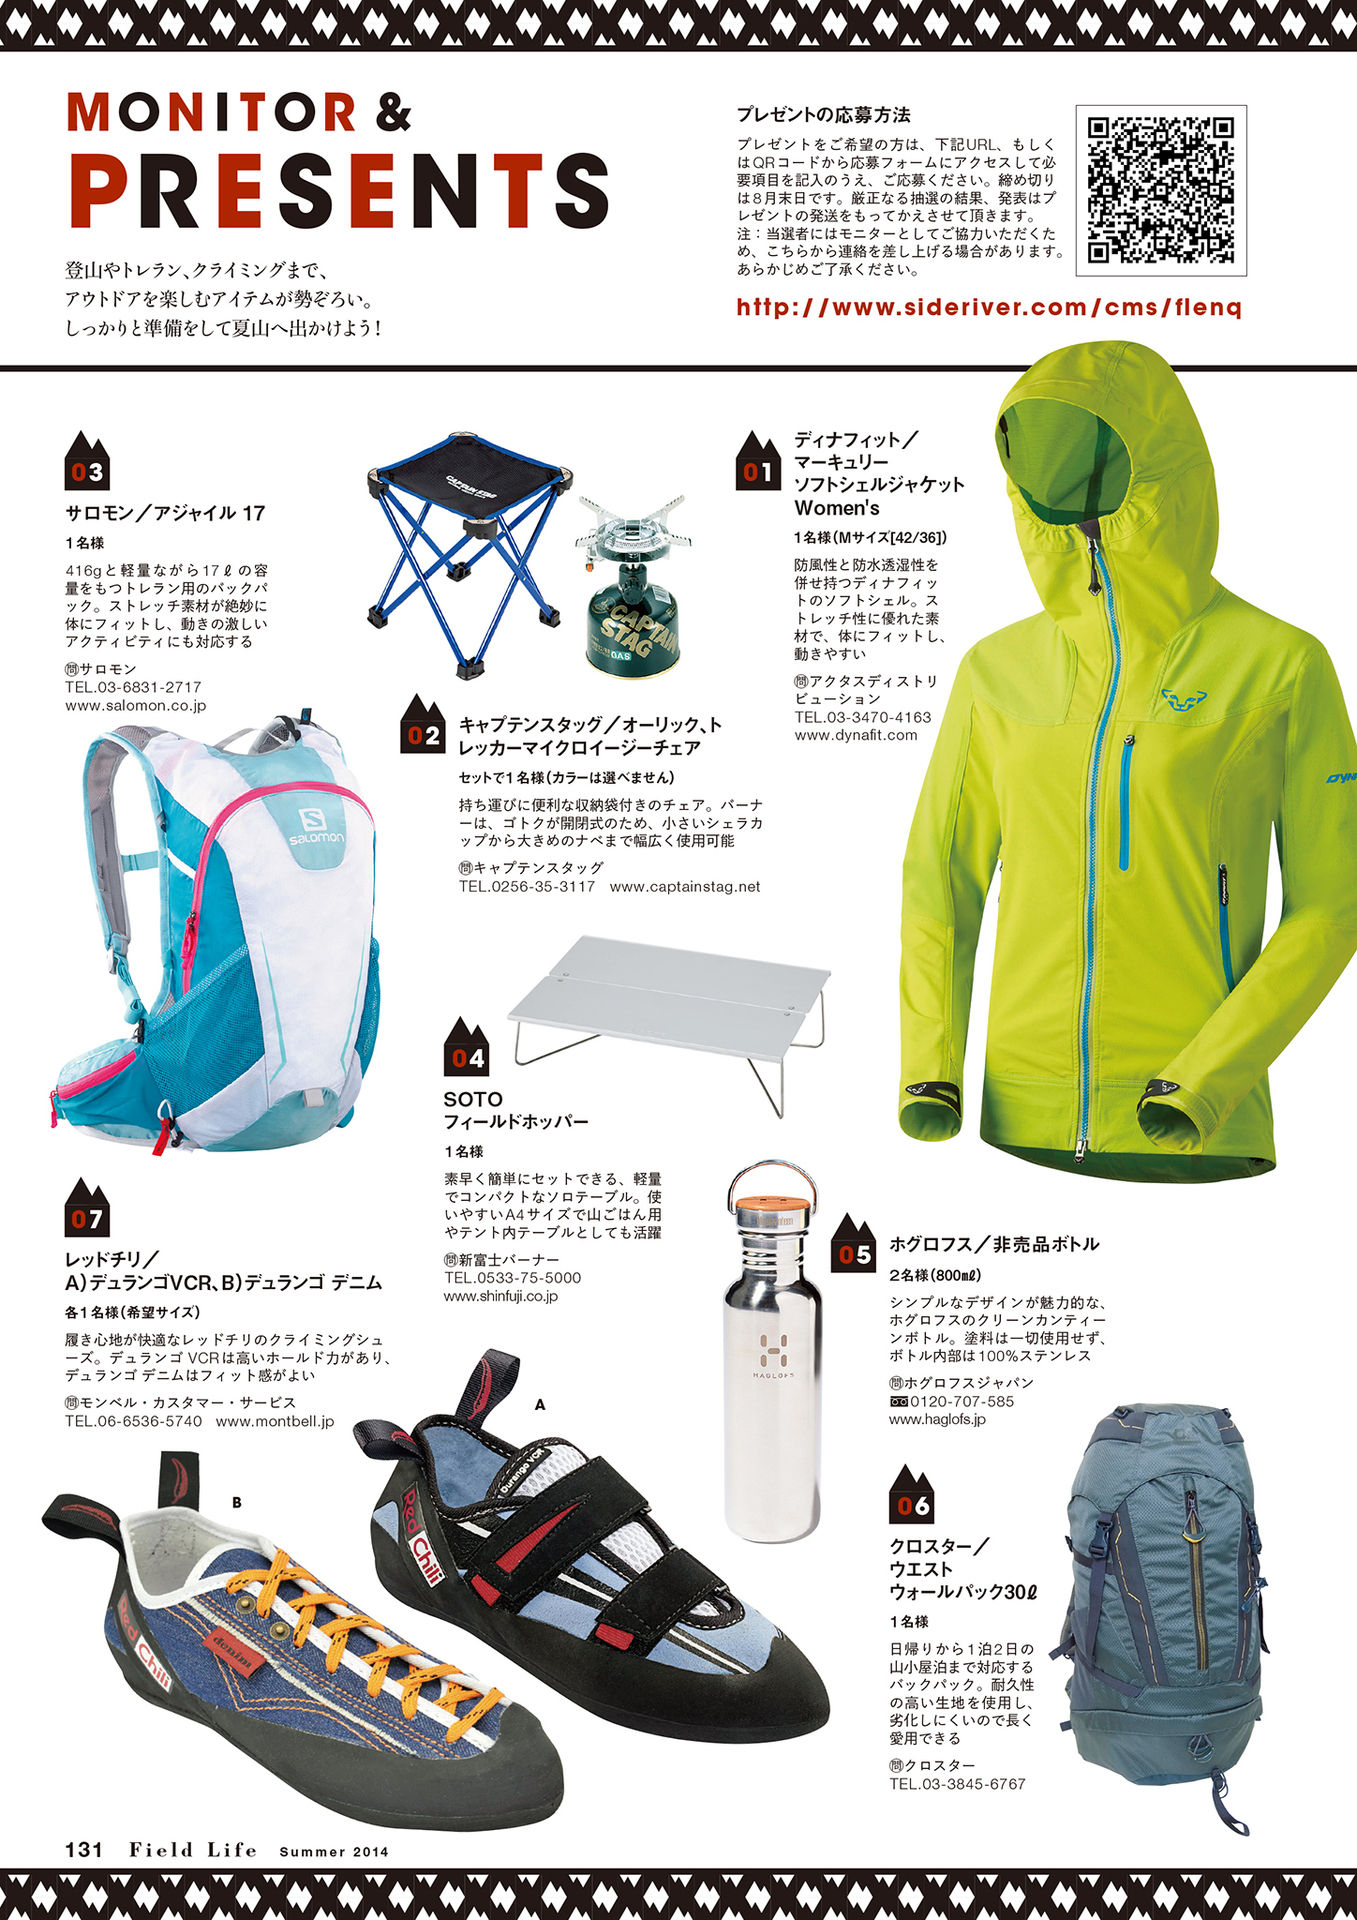 MONITOR &
PRESENTS
登山やトレラン、クライミングまで、
アウトドアを楽しむアイテムが勢ぞろい。
しっかりと準備をして夏山へ出かけよう！
プレゼントの応募方法
プレゼントをご希望の方は、下記URL、もしく
はQRコードから応募フォームにアクセスして必
要項目を記入のうえ、ご応募ください。締め切り
は8月末日です。厳正なる抽選の結果、発表はプ
レゼントの発送をもってかえさせて頂きます。
注：当選者にはモニターとしてご協力いただくた
め、こちらから連絡を差し上げる場合があります。
あらかじめご了承ください。
http://www.sideriver.com/cms/flenq
01
ディナフィット／
マーキュリー
ソフトシェルジャケット
Women's
1名様（Mサイズ[42/36]）
防風性と防水透湿性を
併せ持つディナフィッ
トのソフトシェル。ス
トレッチ性に優れた素
材で、体にフィットし、
動きやすい
㉄アクタスディストリ
ビューション
TEL.03-3470-4163
www.dynafit.com
CAPTAIN STAG
CAPTAIN
STAG
GAS
02
キャプテンスタッグ／オーリック、ト
レッカーマイクロイージーチェア
セットで1名様（カラーは選べません）
持ち運びに便利な収納袋付きのチェア。バーナ
ーは、ゴトクが開閉式のため、小さいシェラカ
ップから大きめのナベまで幅広く使用可能
㉄キャプテンスタッグ
TEL.0256-35-3117 www.captainstag.net
03
サロモン／アジャイル 17
1名様
416gと軽量ながら17ℓの容
量をもつトレラン用のバックパ
ック。ストレッチ素材が絶妙に
体にフィットし、動きの激しい
アクティビティにも対応する
㉄サロモン
TEL.03-6831-2717
www.salomon.co.jp
S
SALOMON
04
SOTO
フィールドホッパー
1名様
素早く簡単にセットできる、軽量
でコンパクトなソロテーブル。使
いやすいA4サイズで山ごはん用
やテント内テーブルとしても活躍
㉄新富士バーナー
TEL.0533-75-5000
www.shinfuji.co.jp
HAGLOFS
05
ホグロフス／非売品ボトル
2名様（800㎖）
シンプルなデザインが魅力的な、
ホグロフスのクリーンカンティー
ンボトル。塗料は一切使用せず、
ボトル内部は100%ステンレス
㉄ホグロフスジャパン
0120-707-585
www.haglofs.jp
06
クロスター／
ウエスト
ウォールパック30ℓ
1名様
日帰りから1泊2日の
山小屋泊まで対応する
バックパック。耐久性
の高い生地を使用し、
劣化しにくいので長く
愛用できる
㉄クロスター
TEL.03-3845-6767
07
レッドチリ／
A）デュランゴVCR、B）デュランゴ デニム
各1名様（希望サイズ）
履き心地が快適なレッドチリのクライミングシュ
ーズ。デュランゴ VCRは高いホールド力があり、
デュランゴ デニムはフィット感がよい
㉄モンベル・カスタマー・サービス
TEL.06-6536-5740 www.montbell.jp
A
Durango VCR
Red Chili
B
Red Chili
denim
131 Field Life Summer 2014